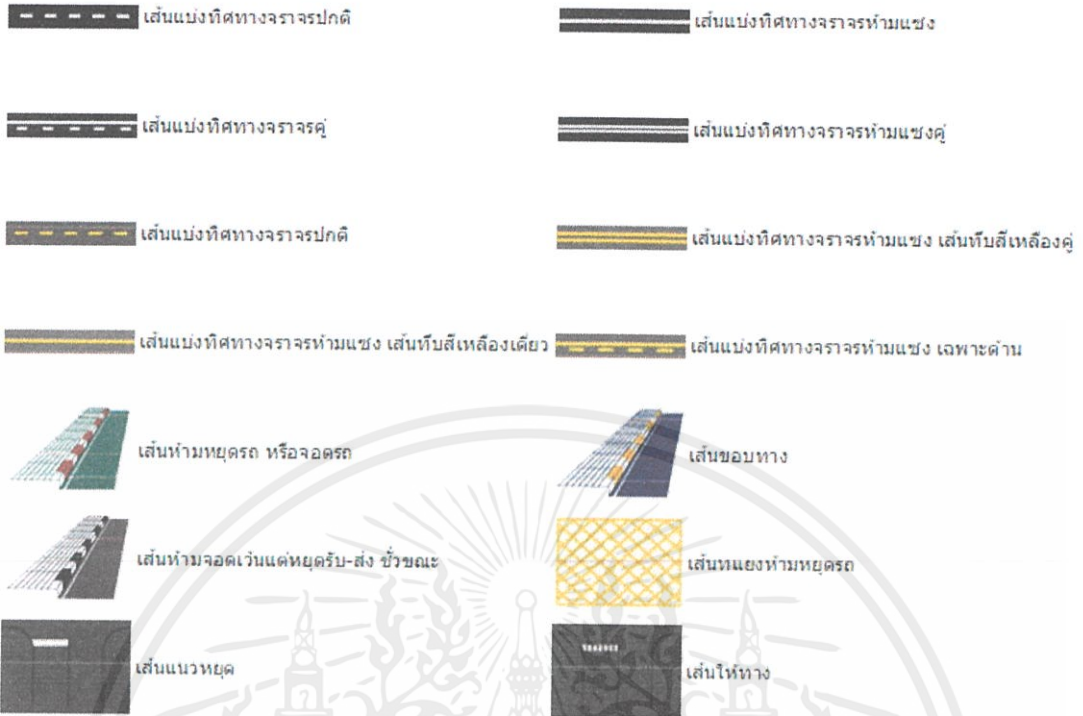 เส้นแบ่งทิศทางจราจรปกติ
เส้นแบ่งทิศทางจราจรห้ามแซง
เส้นแบ่งทิศทางจราจรคู่
เส้นแบ่งทิศทางจราจรห้ามแซงคู่
เส้นแบ่งทิศทางจราจรปกติ
เส้นแบ่งทิศทางจราจรห้ามแซง เส้นทึบสีเหลืองคู่
เส้นแบ่งทิศทางจราจรห้ามแซง เส้นทึบสีเหลืองเดี่ยว
เส้นแบ่งทิศทางจราจรห้ามแซง เฉพาะด้าน
เส้นห้ามหยุดรถ หรือจอดรถ
เส้นขอบทาง
เส้นห้ามจอดเว้นแต่หยุดรับ-ส่ง ชั่วขณะ
เส้นทแยงห้ามหยุดรถ
เส้นแนวหยุด
เส้นให้ทาง